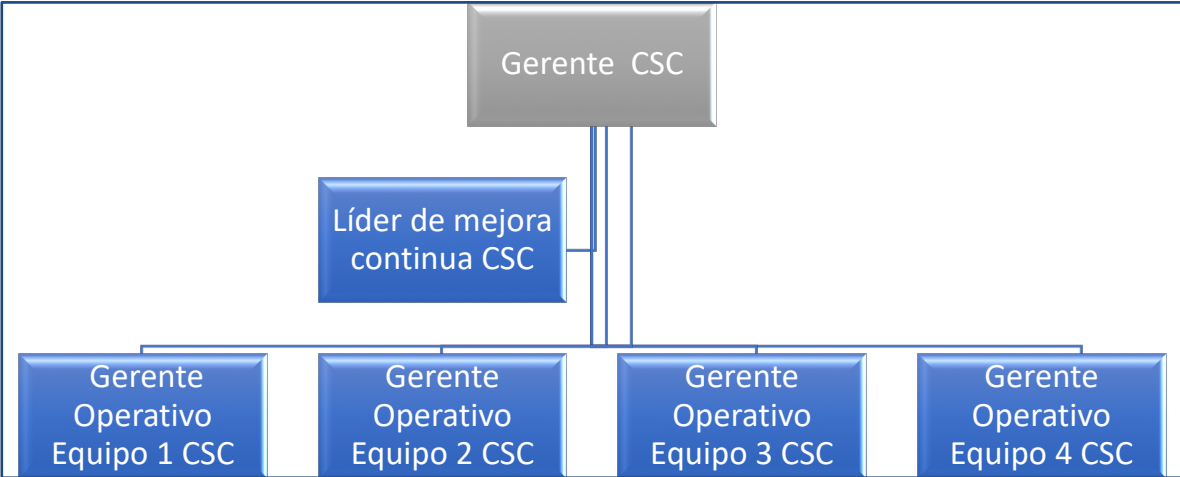 Gerente  CSC
Líder de mejora
continua CSC
Gerente
Operativo
Equipo 1 CSC
Gerente
Operativo
Equipo 2 CSC
Gerente
Operativo
Equipo 3 CSC
Gerente
Operativo
Equipo 4 CSC